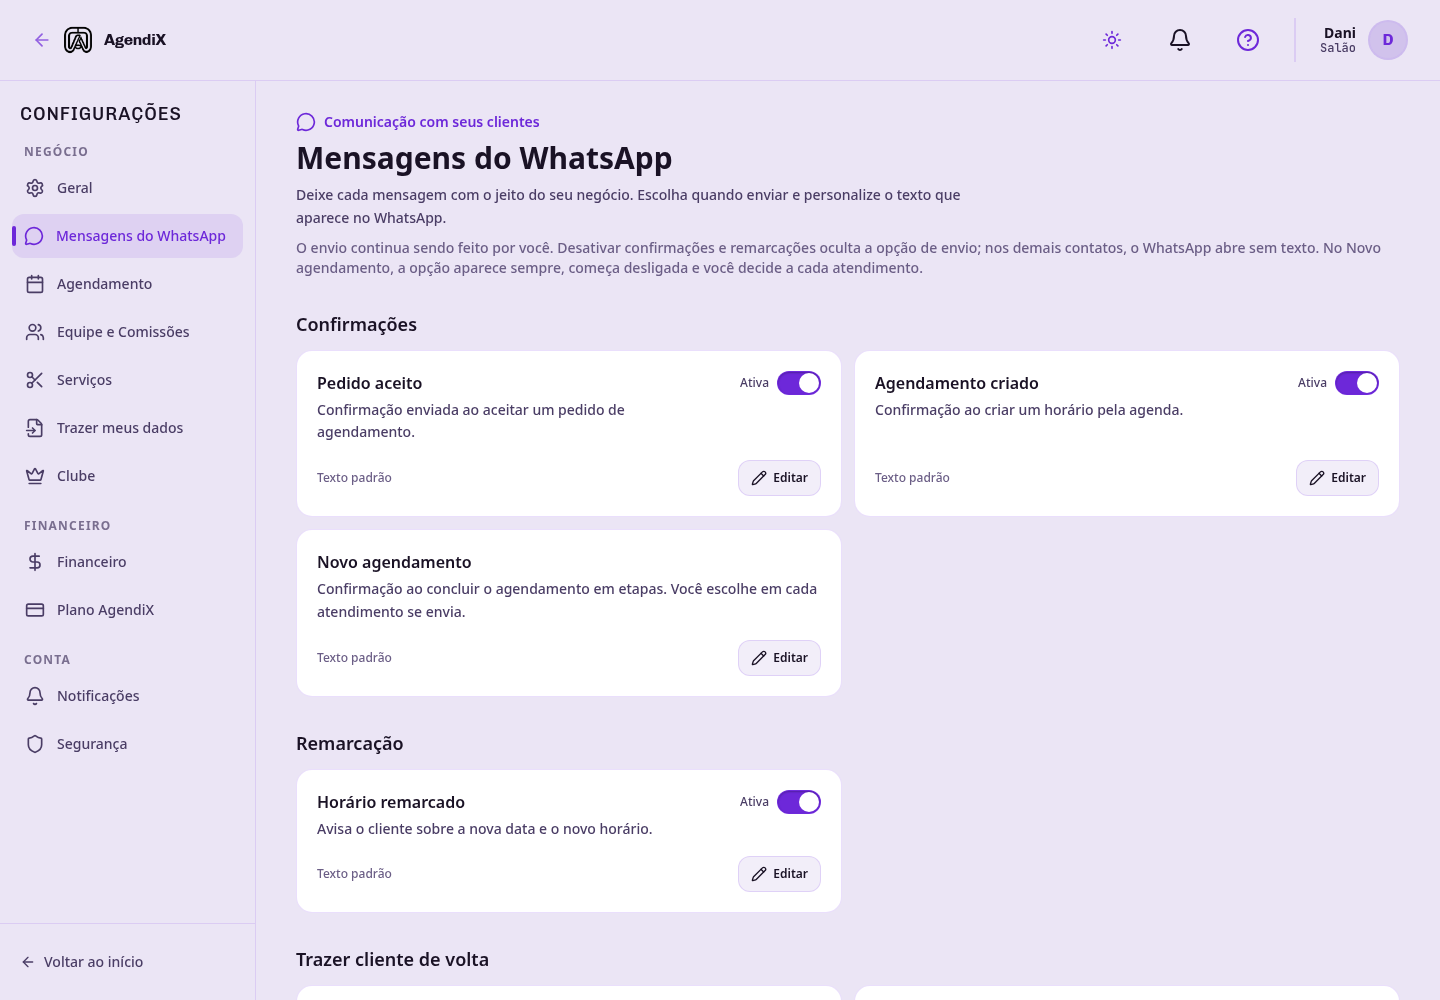 AgendiX
Dani
Salão
D
CONFIGURAÇÕES
NEGÓCIO
Geral
Mensagens do WhatsApp
Agendamento
Equipe e Comissões
Serviços
Trazer meus dados
Clube
FINANCEIRO
Financeiro
Plano AgendiX
CONTA
Notificações
Segurança
Voltar ao início
Comunicação com seus clientes
Mensagens do WhatsApp
Deixe cada mensagem com o jeito do seu negócio. Escolha quando enviar e personalize o texto que
aparece no WhatsApp.
O envio continua sendo feito por você. Desativar confirmações e remarcações oculta a opção de envio; nos demais contatos, o WhatsApp abre sem texto. No Novo
agendamento, a opção aparece sempre, começa desligada e você decide a cada atendimento.
Confirmações
Pedido aceito
Ativa
Confirmação enviada ao aceitar um pedido de
agendamento.
Texto padrão
Editar
Agendamento criado
Ativa
Confirmação ao criar um horário pela agenda.
Texto padrão
Editar
Novo agendamento
Confirmação ao concluir o agendamento em etapas. Você escolhe em cada
atendimento se envia.
Texto padrão
Editar
Remarcação
Horário remarcado
Ativa
Avisa o cliente sobre a nova data e o novo horário.
Texto padrão
Editar
Trazer cliente de volta